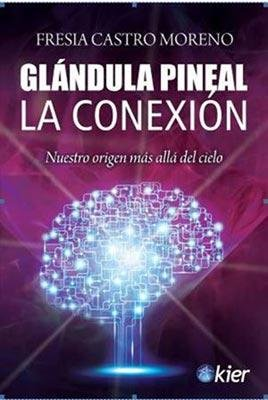 FRESIA CASTRO MORENO
GLÁNDULA PINEAL
LA CONEXIÓN
Nuestro origen más allá del cielo
kier